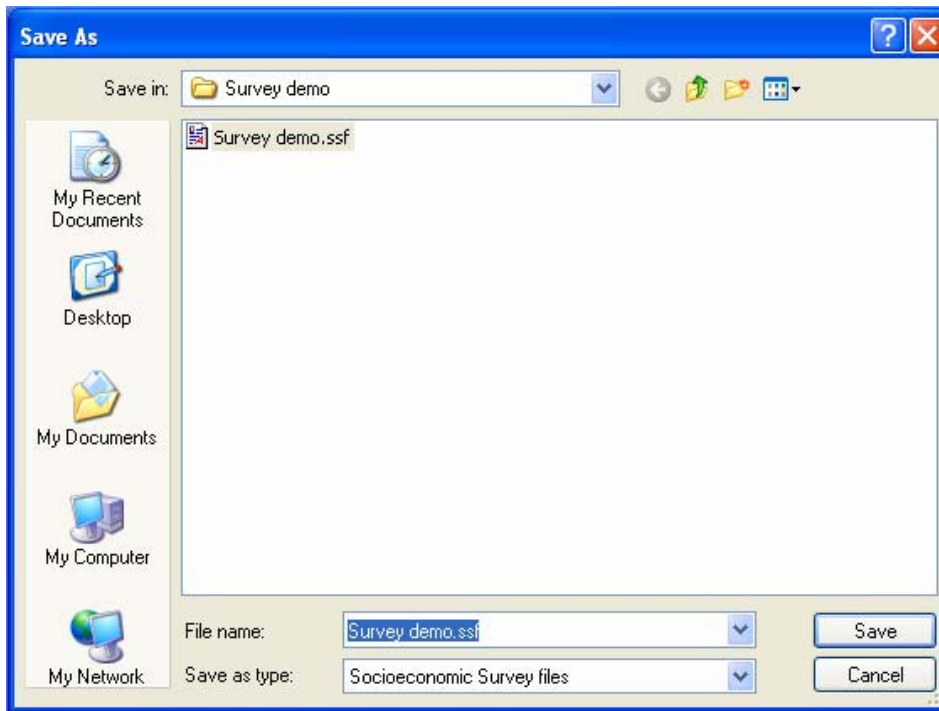 Save As
Save in: Survey demo
Survey demo.ssf
My Recent
Documents
Desktop
My Documents
My Computer
My Network
File name: Survey demo.ssf Save
Save as type: Socioeconomic Survey files Cancel